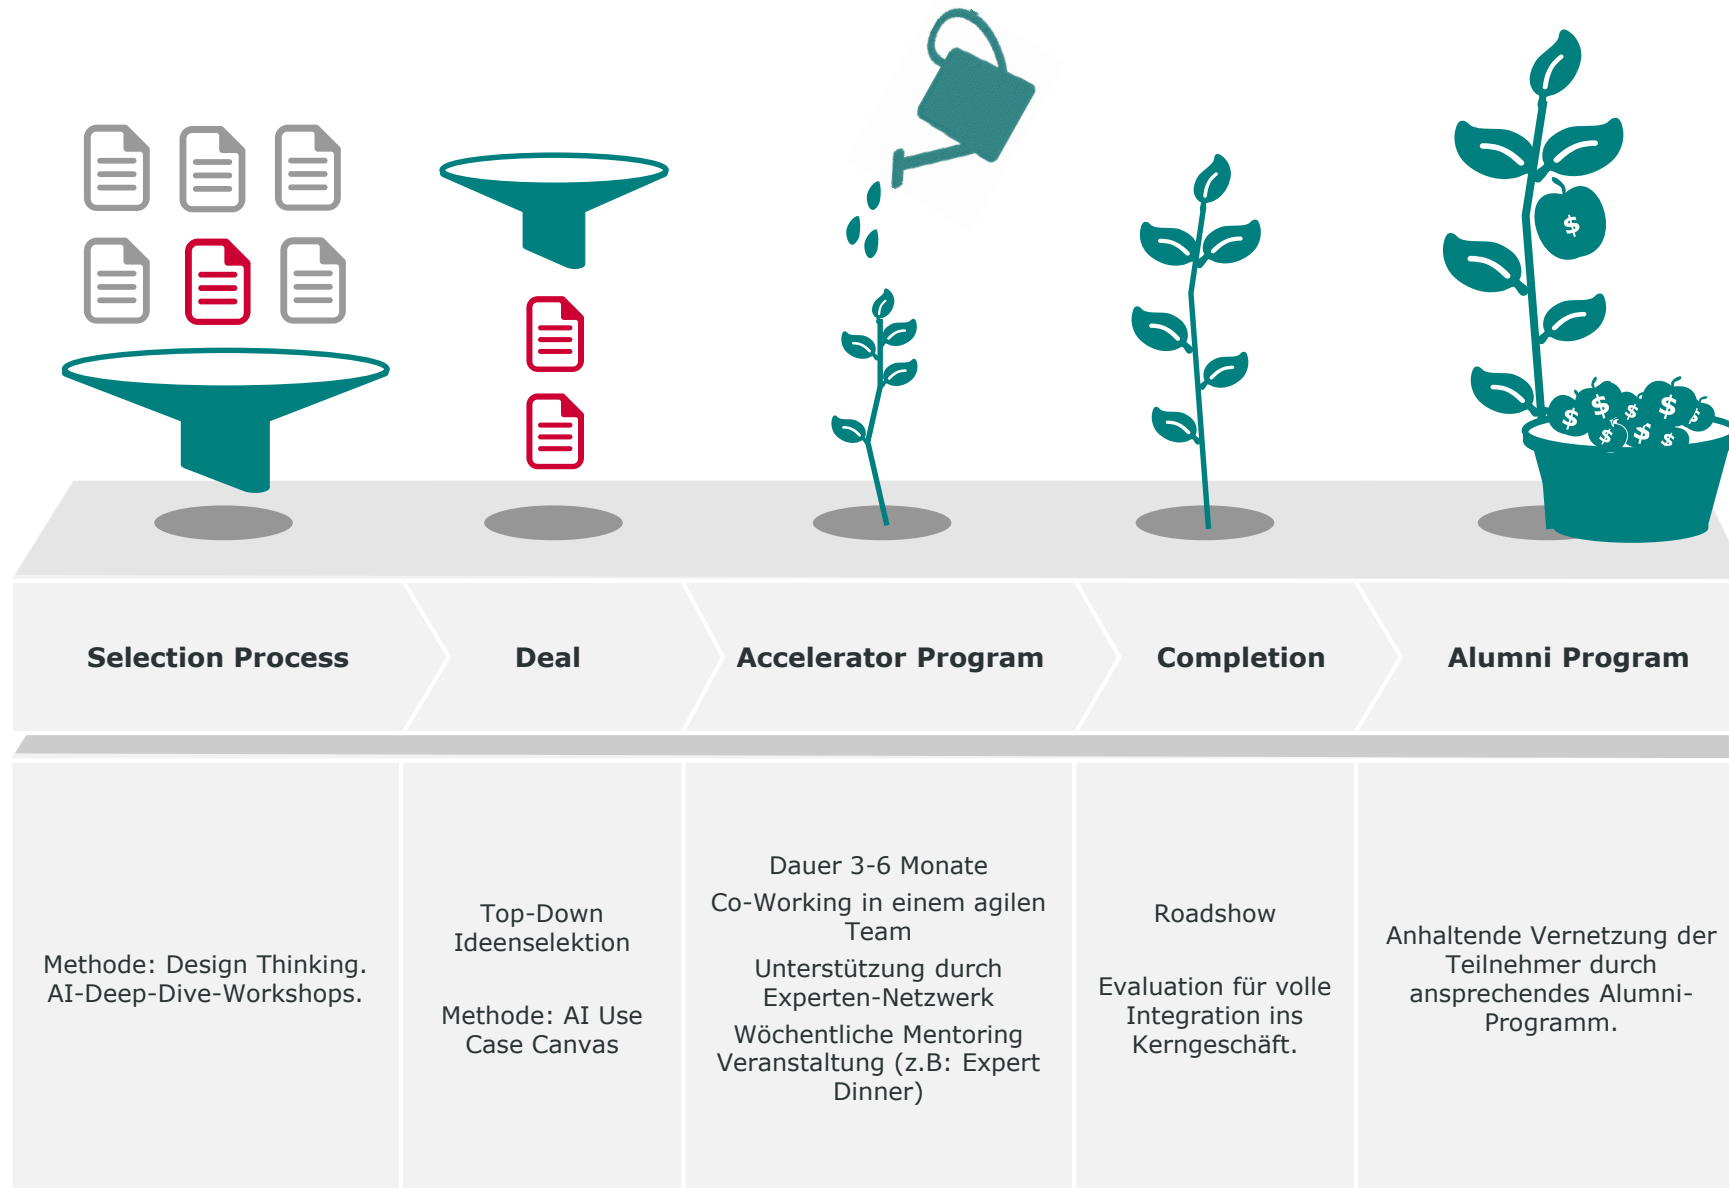 $
$
$
$
$
$
$
$
$
Selection Process
Deal
Accelerator Program
Completion
Alumni Program
Methode: Design Thinking.
AI-Deep-Dive-Workshops.
Top-Down
Ideenselektion
Methode: AI Use
Case Canvas
Dauer 3-6 Monate
Co-Working in einem agilen
Team
Unterstützung durch
Experten-Netzwerk
Wöchentliche Mentoring
Veranstaltung (z.B: Expert
Dinner)
Roadshow
Evaluation für volle
Integration ins
Kerngeschäft.
Anhaltende Vernetzung der
Teilnehmer durch
ansprechendes Alumni-
Programm.